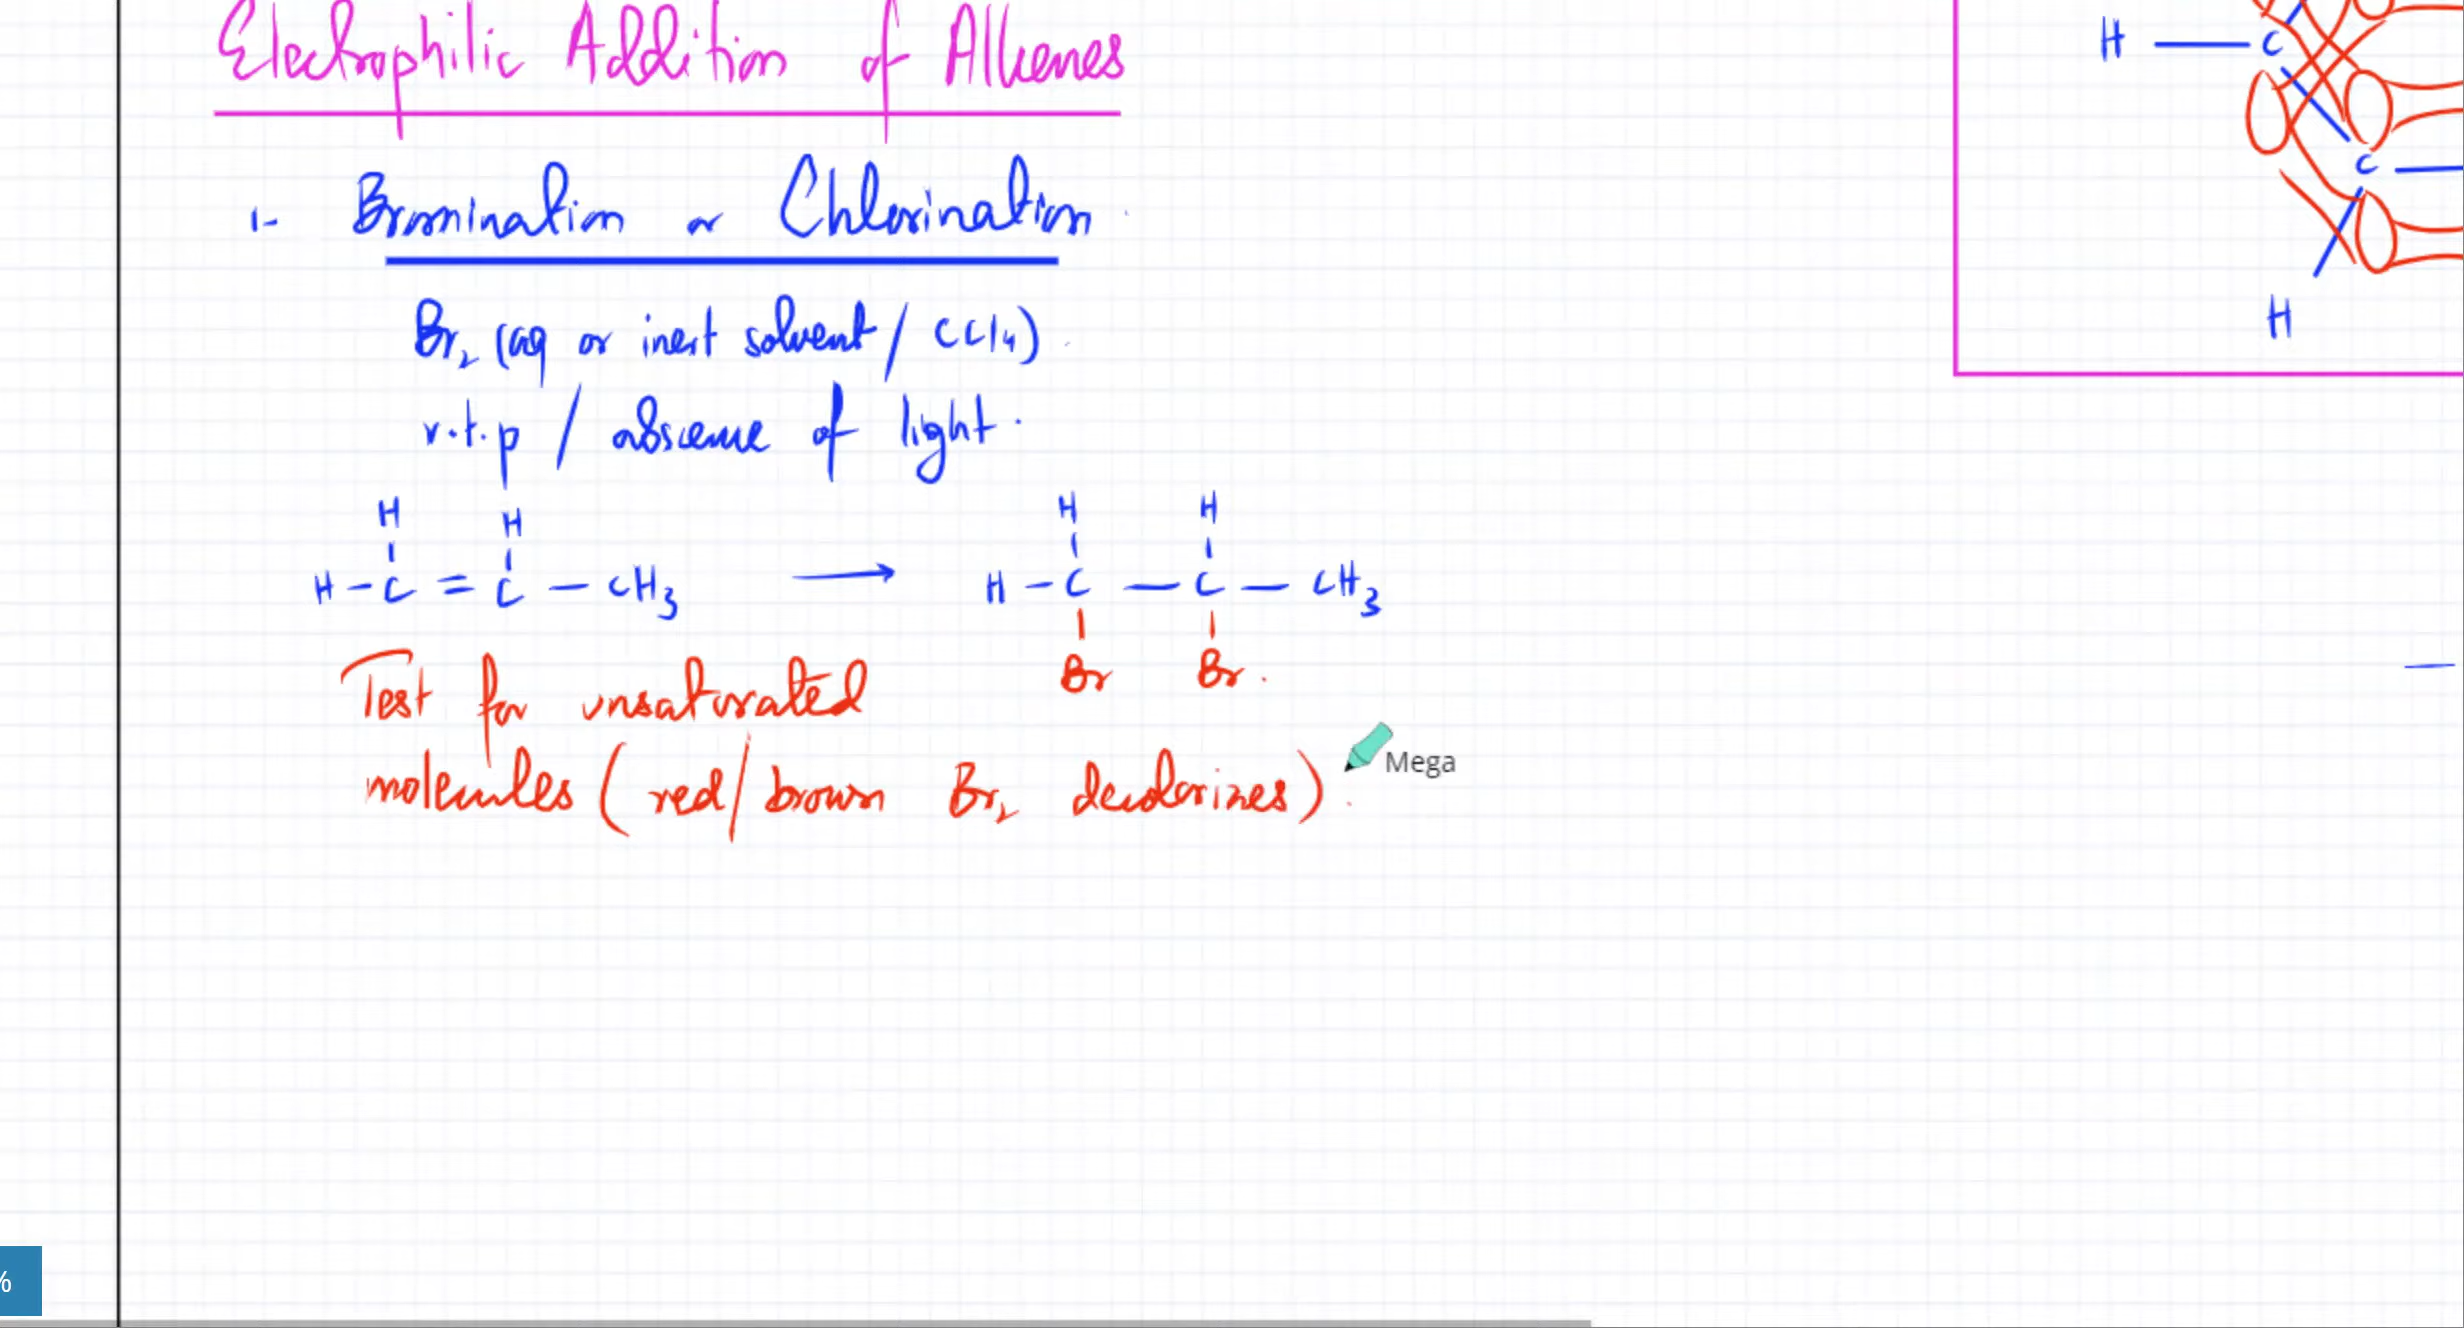 Electrophilic Addition of Alkenes
1- Bromination or Chlorination.
Br₂ (aq or inert solvent / CCl₄).
r.t.p / absence of light.
H H
H - C = C - CH₃
H H
H - C - C - CH₃
Br Br.
Test for unsaturated
molecules (red/brown Br₂ decolorizes).
Mega
H C
C
H
%